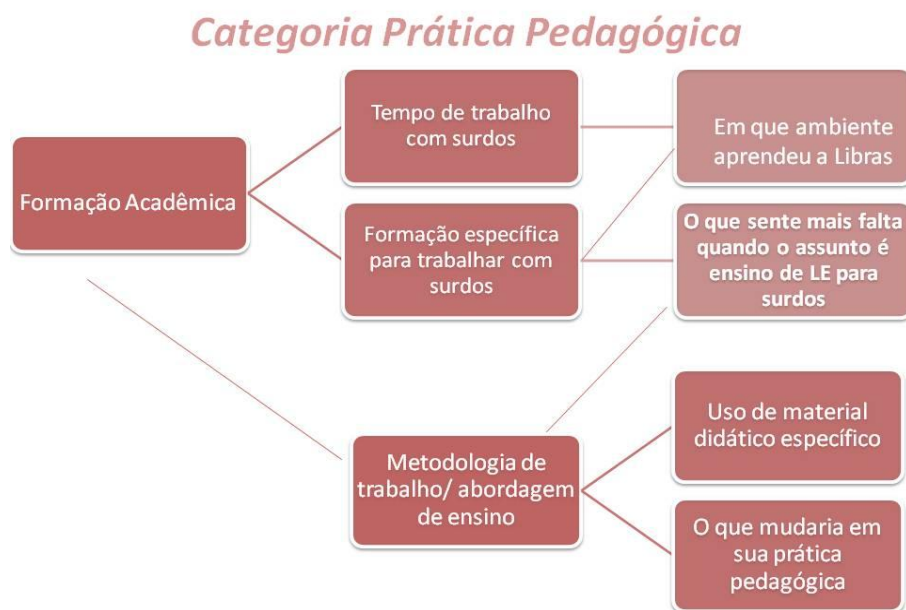 Categoria Prática Pedagógica
Formação Acadêmica
Tempo de trabalho
com surdos
Em que ambiente
aprendeu a Libras
Formação específica
para trabalhar com
surdos
O que sente mais falta
quando o assunto é
ensino de LE para
surdos
Metodologia de
trabalho/ abordagem
de ensino
Uso de material
didático específico
O que mudaria em
sua prática
pedagógica